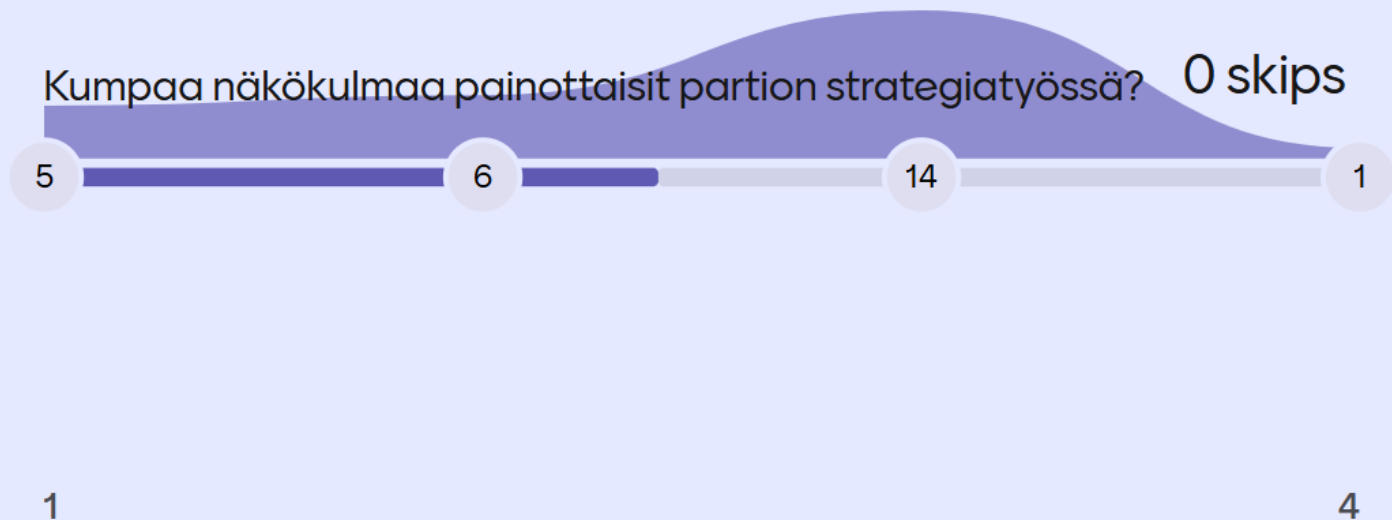 Kumpaa näkökulmaa painottaisit partion strategiatyössä?
0 skips
5 6 14 1
1 4